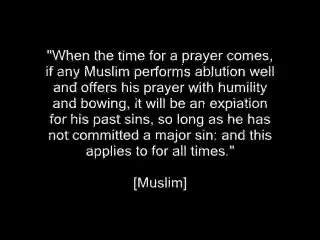 "When the time for a prayer comes,
if any Muslim performs ablution well
and offers his prayer with humility
and bowing, it will be an expiation
for his past sins, so long as he has
not committed a major sin; and this
applies to for all times."
[Muslim]